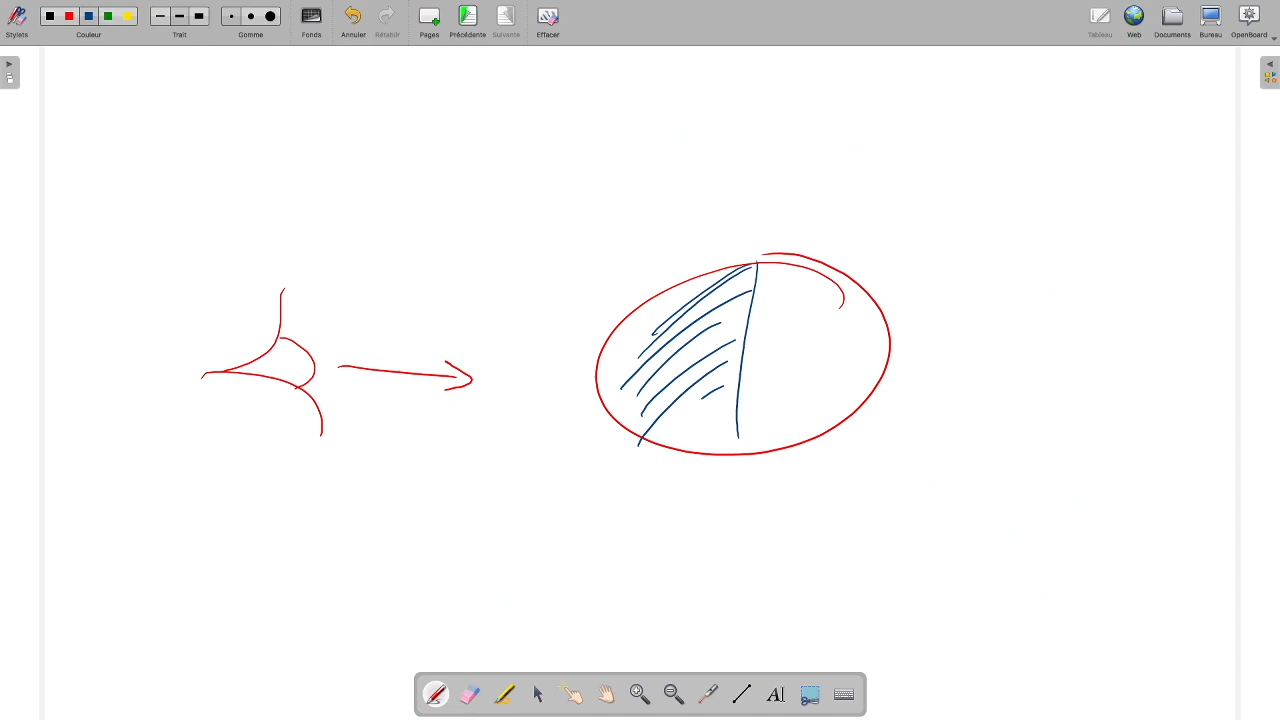 Stylets
Couleur
Trait
Gomme
Fonds
Annuler
Rétablir
Pages
Précédente
Suivante
Effacer
Tableau
Web
Documents
Bureau
OpenBoard